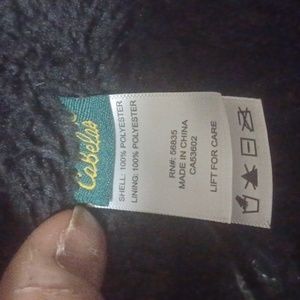 Cabela's
SHELL: 100% POLYESTER
LINING: 100% POLYESTER
RN#: 56835
MADE IN CHINA
CA53602
LIFT FOR CARE